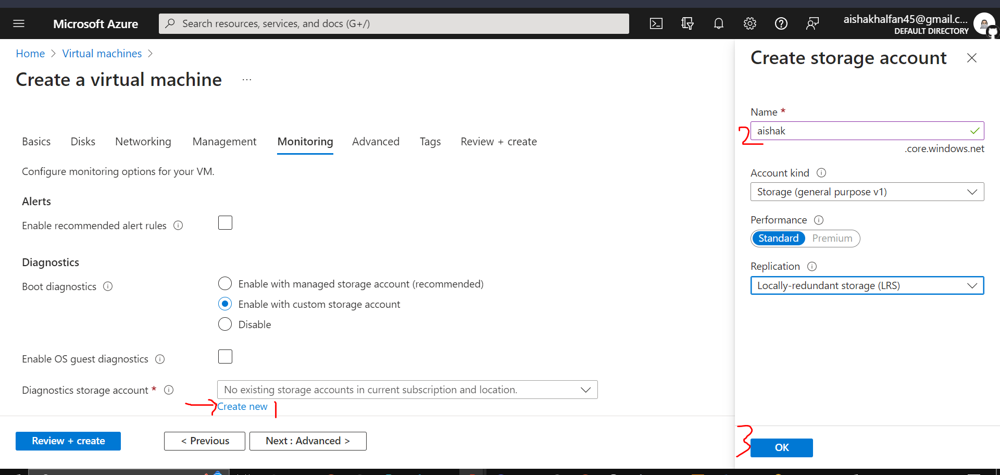 Microsoft Azure
Search resources, services, and docs (G+/)
aishakhalfan45@gmail.c...
DEFAULT DIRECTORY
Home > Virtual machines >
Create a virtual machine ...
Basics Disks Networking Management Monitoring Advanced Tags Review + create
Configure monitoring options for your VM.
Alerts
Enable recommended alert rules
Diagnostics
Boot diagnostics
Enable with managed storage account (recommended)
Enable with custom storage account
Disable
Enable OS guest diagnostics
Diagnostics storage account *
No existing storage accounts in current subscription and location.
Create new 1
Review + create
< Previous
Next : Advanced >
Create storage account
Name *
2 aishak
.core.windows.net
Account kind
Storage (general purpose v1)
Performance
Standard Premium
Replication
Locally-redundant storage (LRS)
3 OK